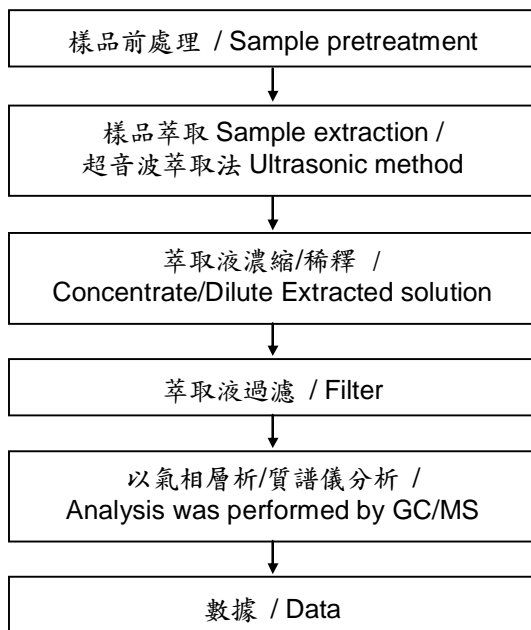 樣品前處理 / Sample pretreatment
樣品萃取 Sample extraction /
超音波萃取法 Ultrasonic method
萃取液濃縮/稀釋 /
Concentrate/Dilute Extracted solution
萃取液過濾 / Filter
以氣相層析/質譜儀分析 /
Analysis was performed by GC/MS
數據 / Data